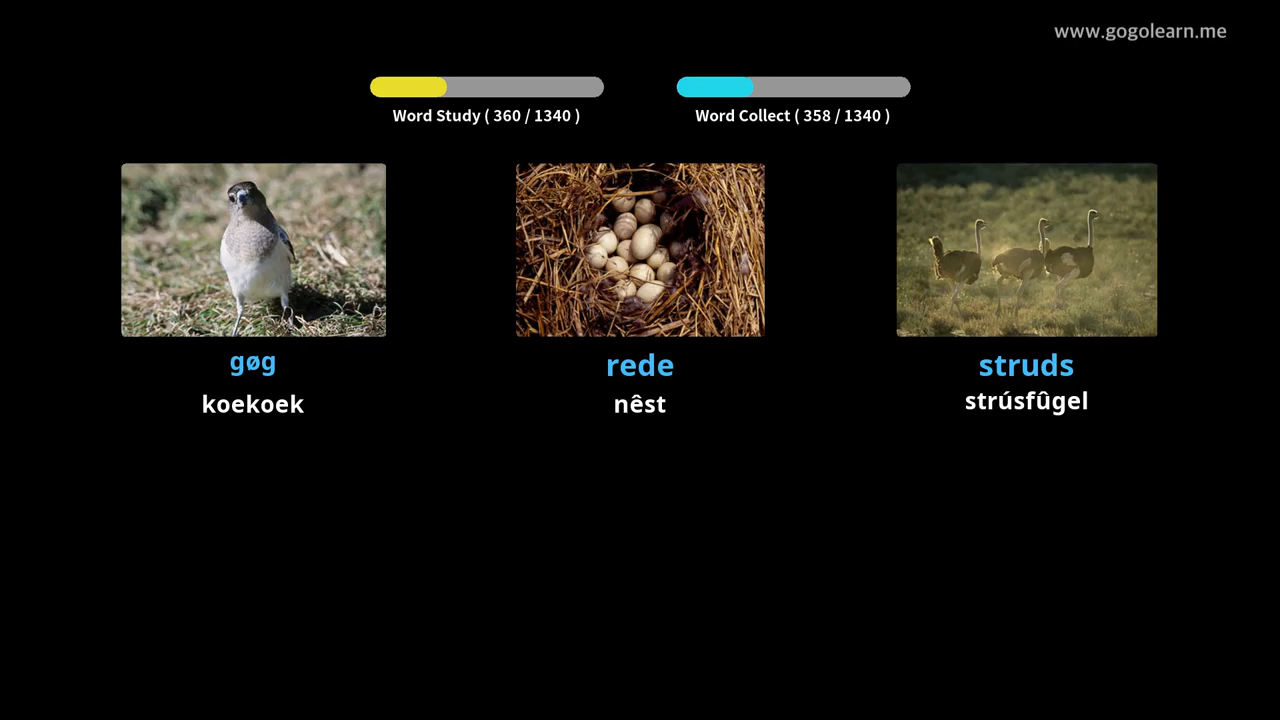 www.gogolearn.me
Word Study ( 360 / 1340 )
Word Collect ( 358 / 1340 )
gøg
koekoek
rede
nêst
struds
strúsfûgel